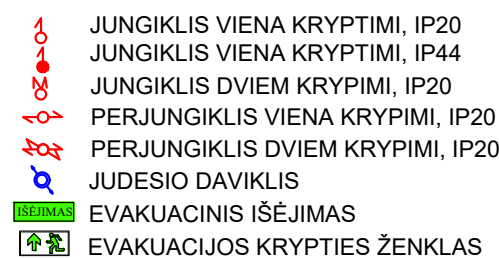 JUNGIKLIS VIENA KRYPTIMI, IP20
JUNGIKLIS VIENA KRYPTIMI, IP44
JUNGIKLIS DVIEM KRYPIMI, IP20
PERJUNGIKLIS VIENA KRYPIMI, IP20
PERJUNGIKLIS DVIEM KRYPIMI, IP20
JUDESIO DAVIKLIS
IŠĖJIMAS EVAKUACINIS IŠĖJIMAS
EVAKUACIJOS KRYPTIES ŽENKLAS